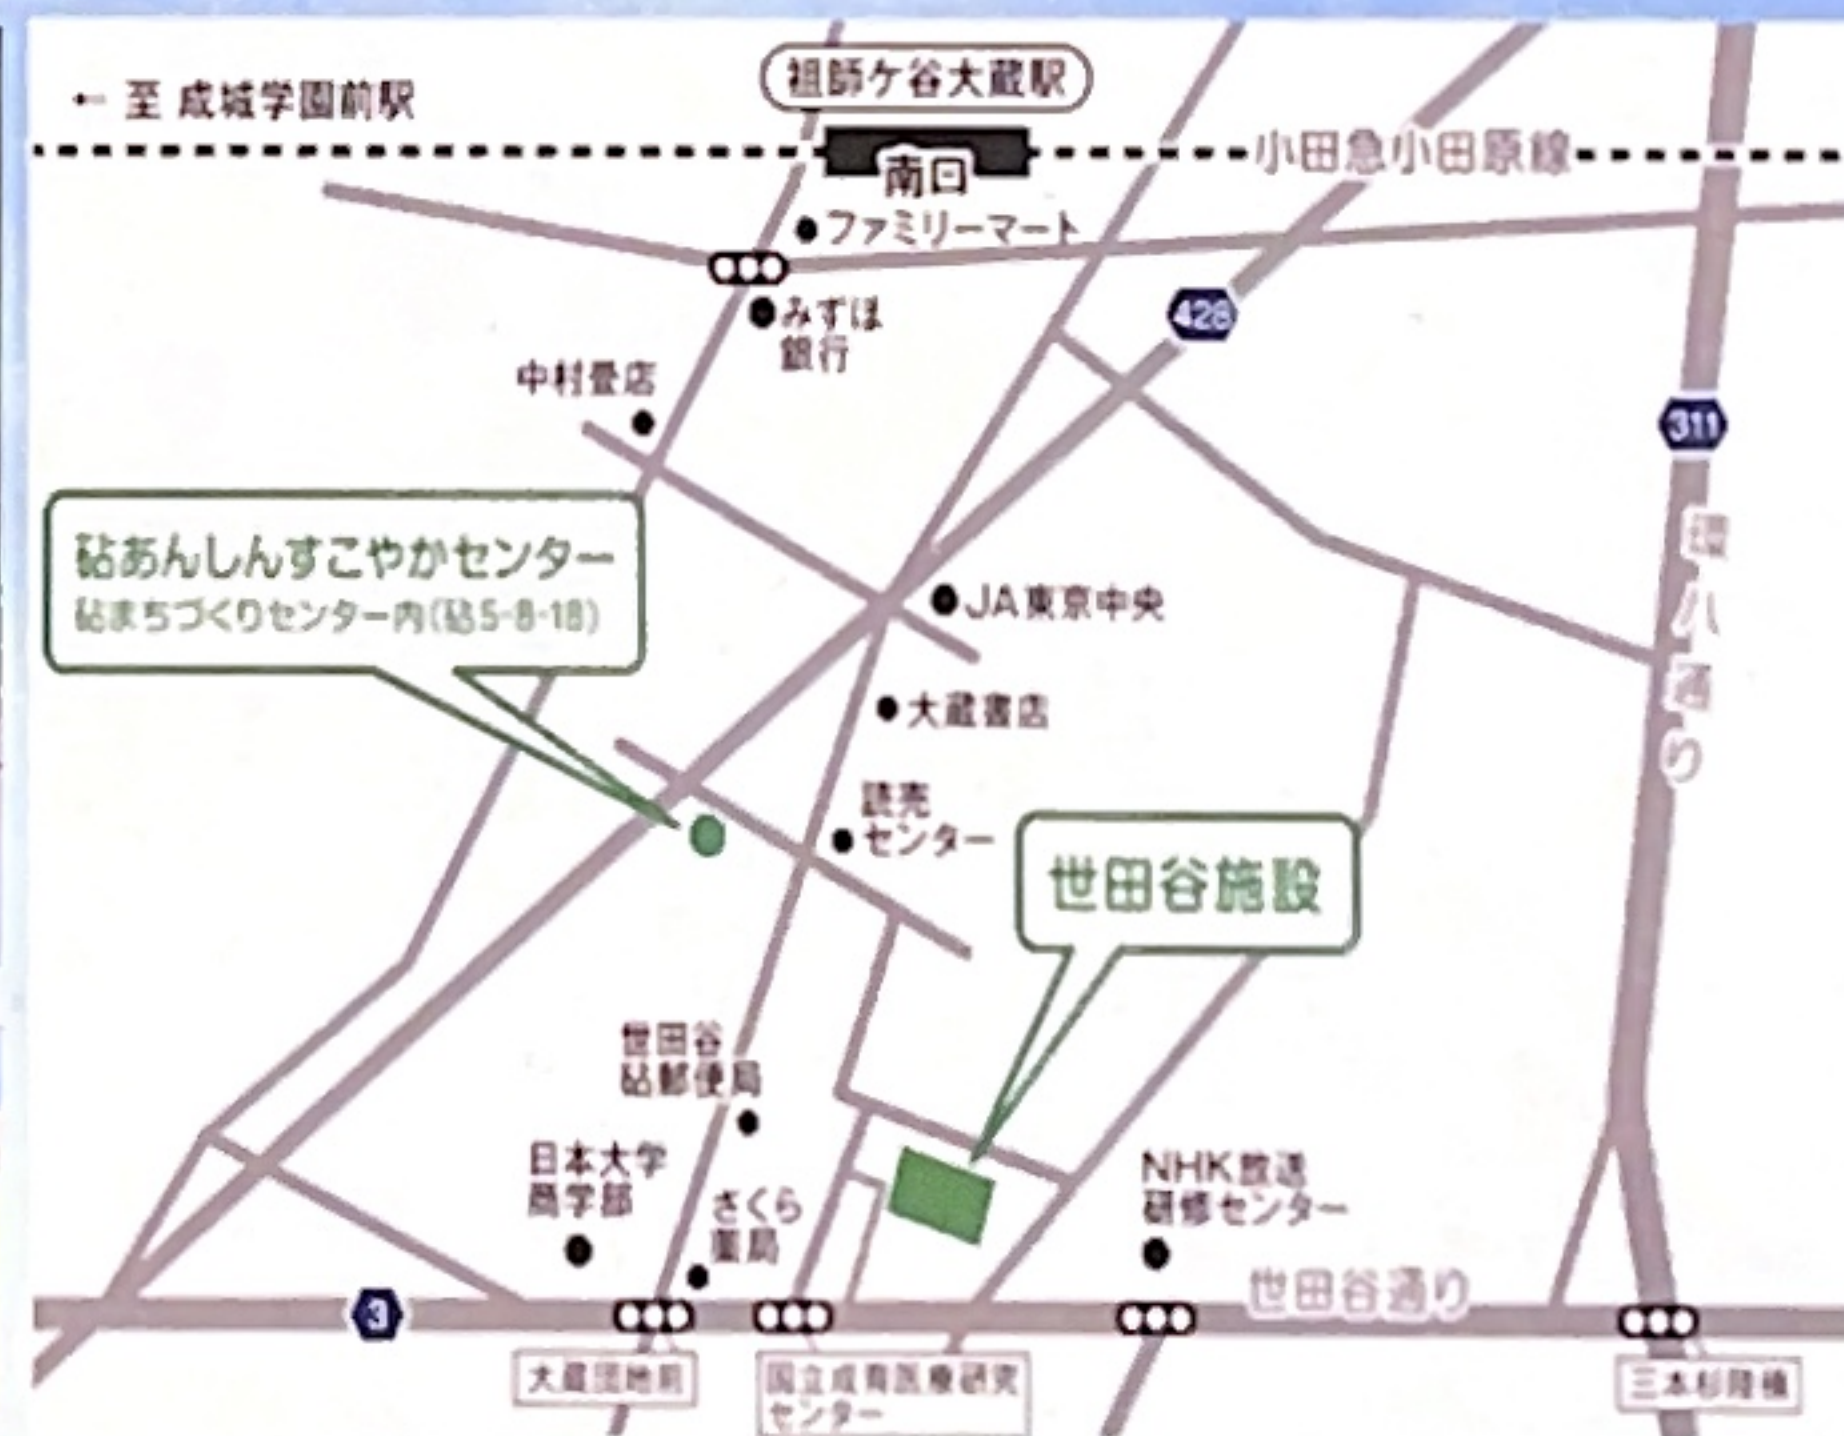 ← 至 成城学園前駅
祖師ケ谷大蔵駅
南口
小田急小田原線
ファミリーマート
みずほ
銀行
428
中村畳店
311
環八通り
砧あんしんすこやかセンター
砧まちづくりセンター内(砧5-8-18)
JA東京中央
大蔵書店
読売
センター
世田谷施設
世田谷
砧郵便局
日本大学
商学部
さくら
薬局
NHK放送
研修センター
世田谷通り
3
大蔵団地前
国立成育医療研究
センター
三本杉陸橋